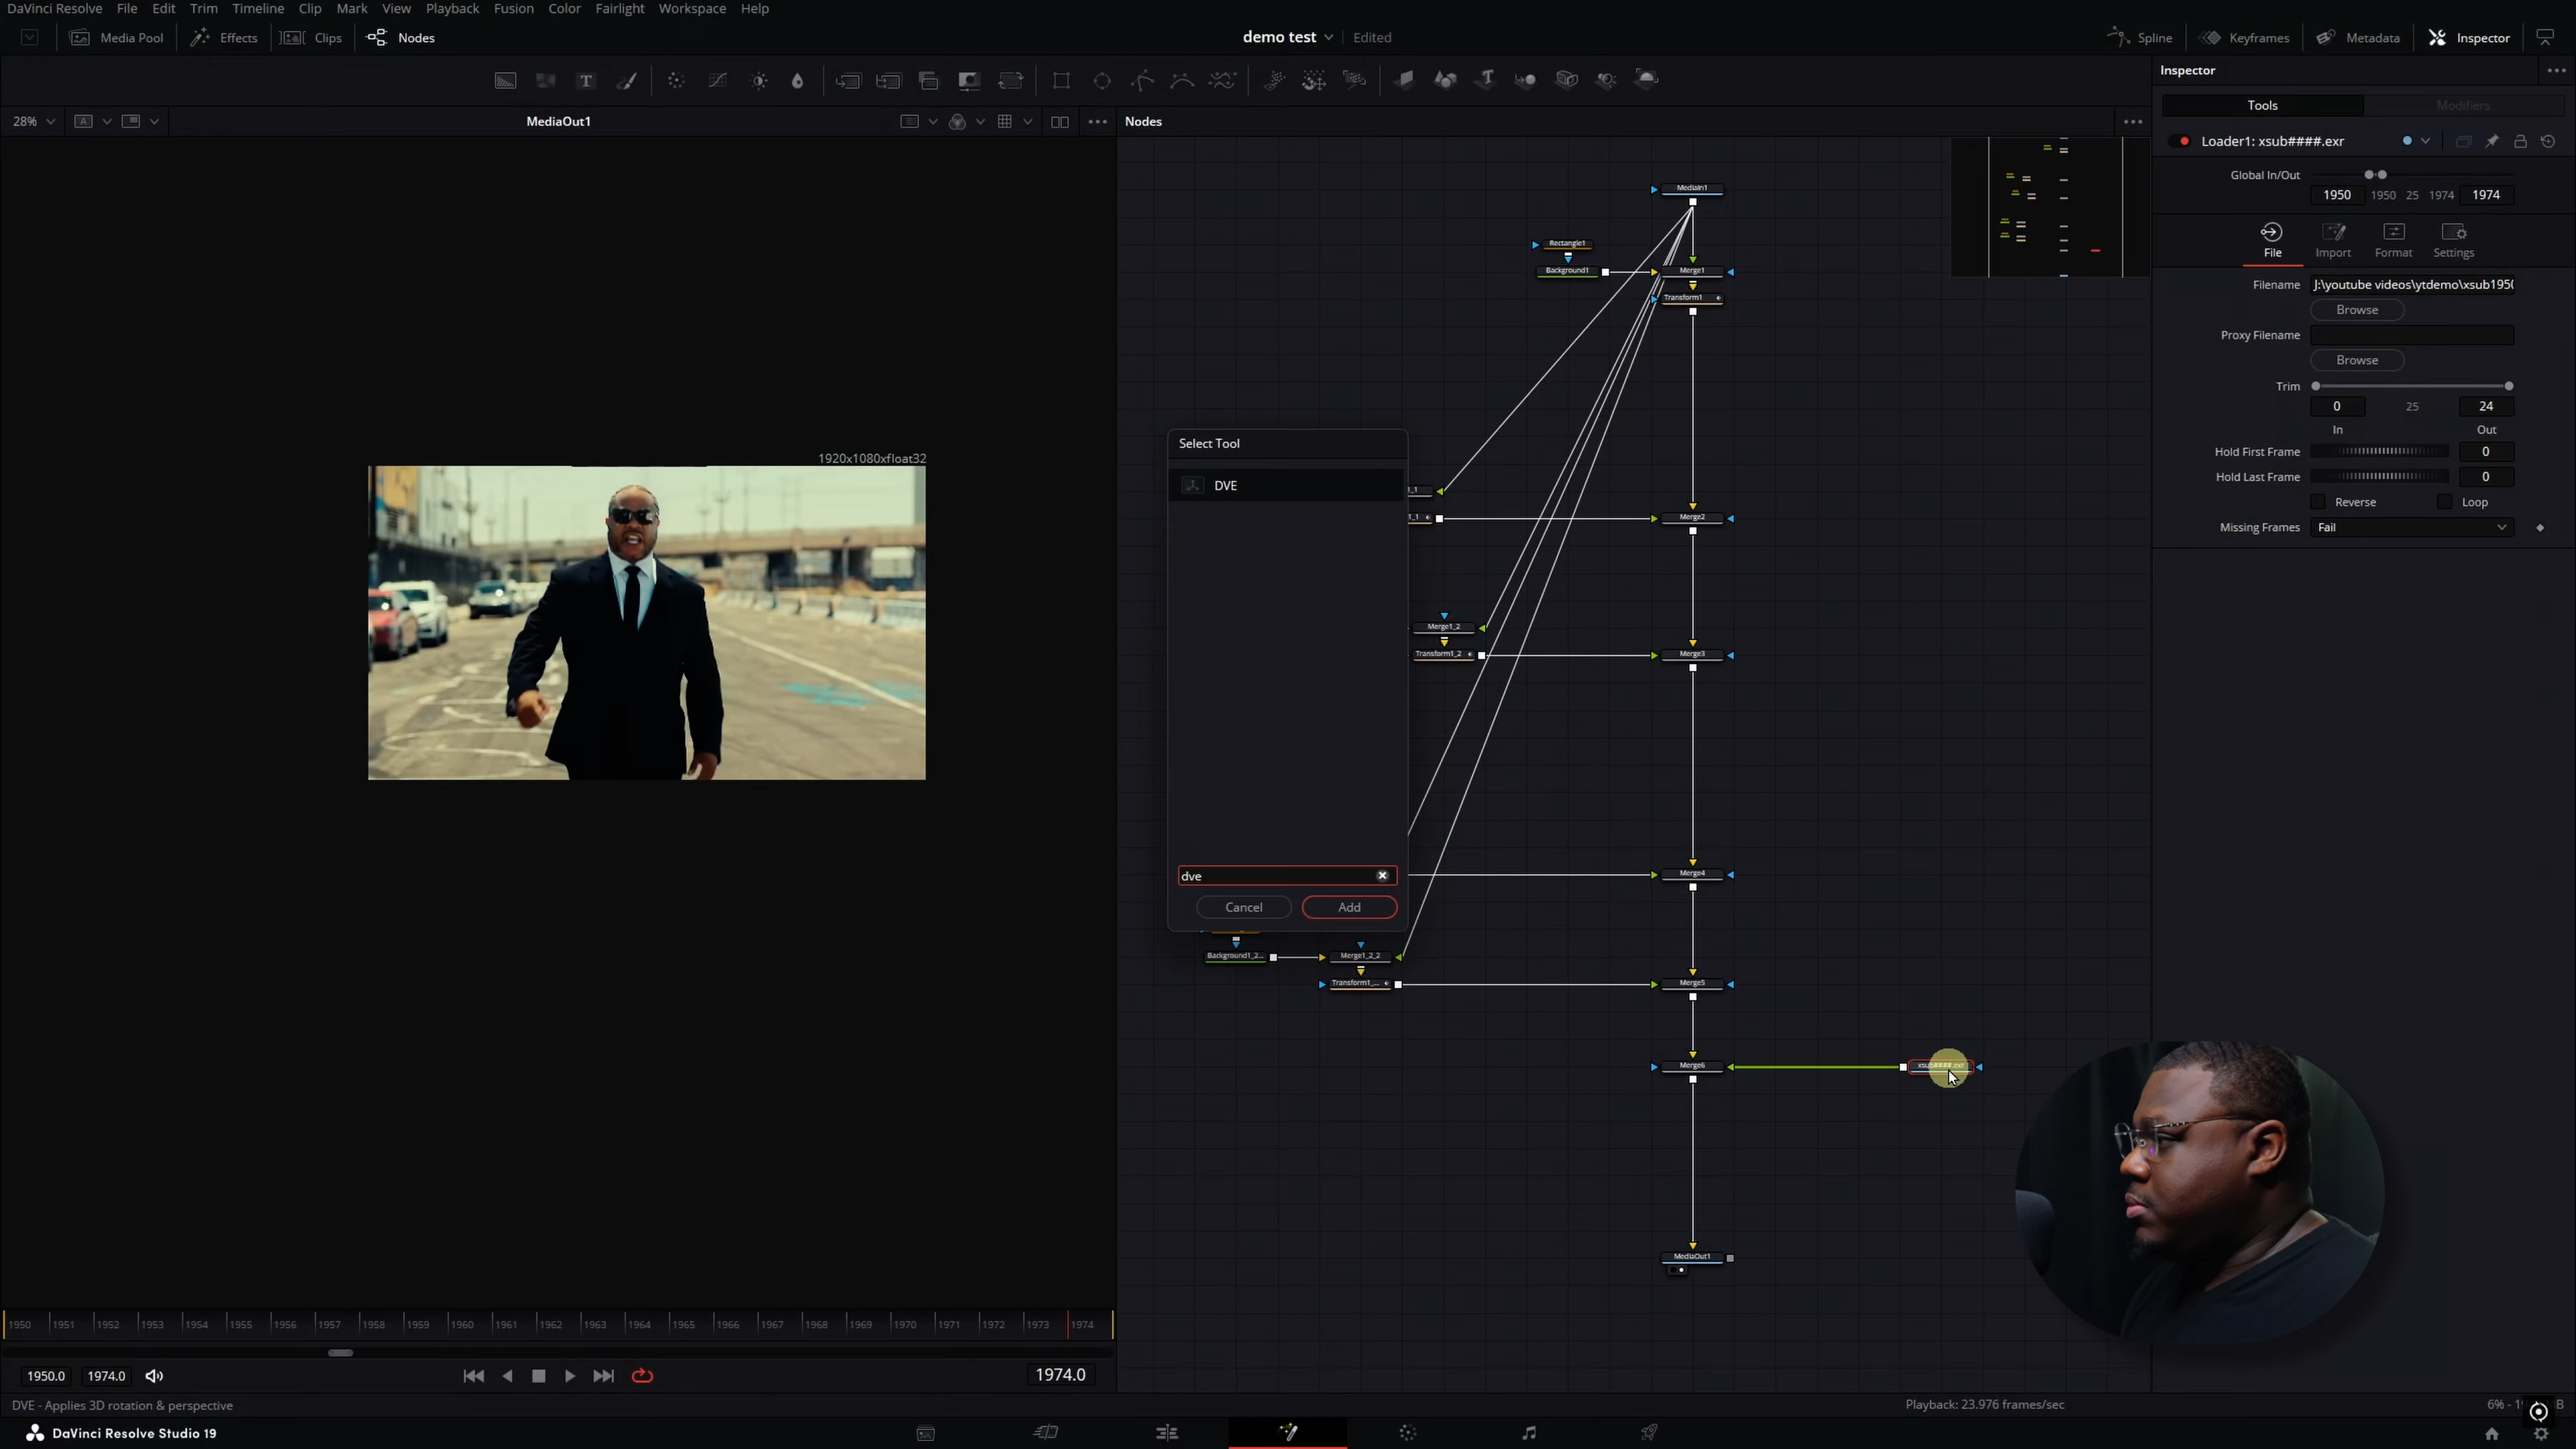 DaVinci Resolve File Edit Trim Timeline Clip Mark View Playback Fusion Color Fairlight Workspace Help
Media Pool Effects Clips Nodes demo test Edited Spline Keyframes Metadata Inspector
28% MediaOut1 Nodes
Inspector
Tools Modifiers
Loader1: xsub####.exr
Global In/Out
1950 1950 25 1974 1974
File Import Format Settings
Filename J:\youtube videos\ytdemo\xsub1950
Browse
Proxy Filename
Browse
Trim
0 25 24
In Out
Hold First Frame 0
Hold Last Frame 0
Reverse Loop
Missing Frames Fail
1920x1080xfloat32
MediaIn1
Rectangle1
Background1 Merge1
Transform1
Select Tool
DVE
dve
Cancel Add
Merge2
Merge1_2
Transform1_2 Merge3
Merge4
Background1_2... Merge1_2_2
Transform1_... Merge5
Merge6 xsub####.exr
MediaOut1
1950 1951 1952 1953 1954 1955 1956 1957 1958 1959 1960 1961 1962 1963 1964 1965 1966 1967 1968 1969 1970 1971 1972 1973 1974
1950.0 1974.0 1974.0
DVE - Applies 3D rotation & perspective Playback: 23.976 frames/sec
DaVinci Resolve Studio 19